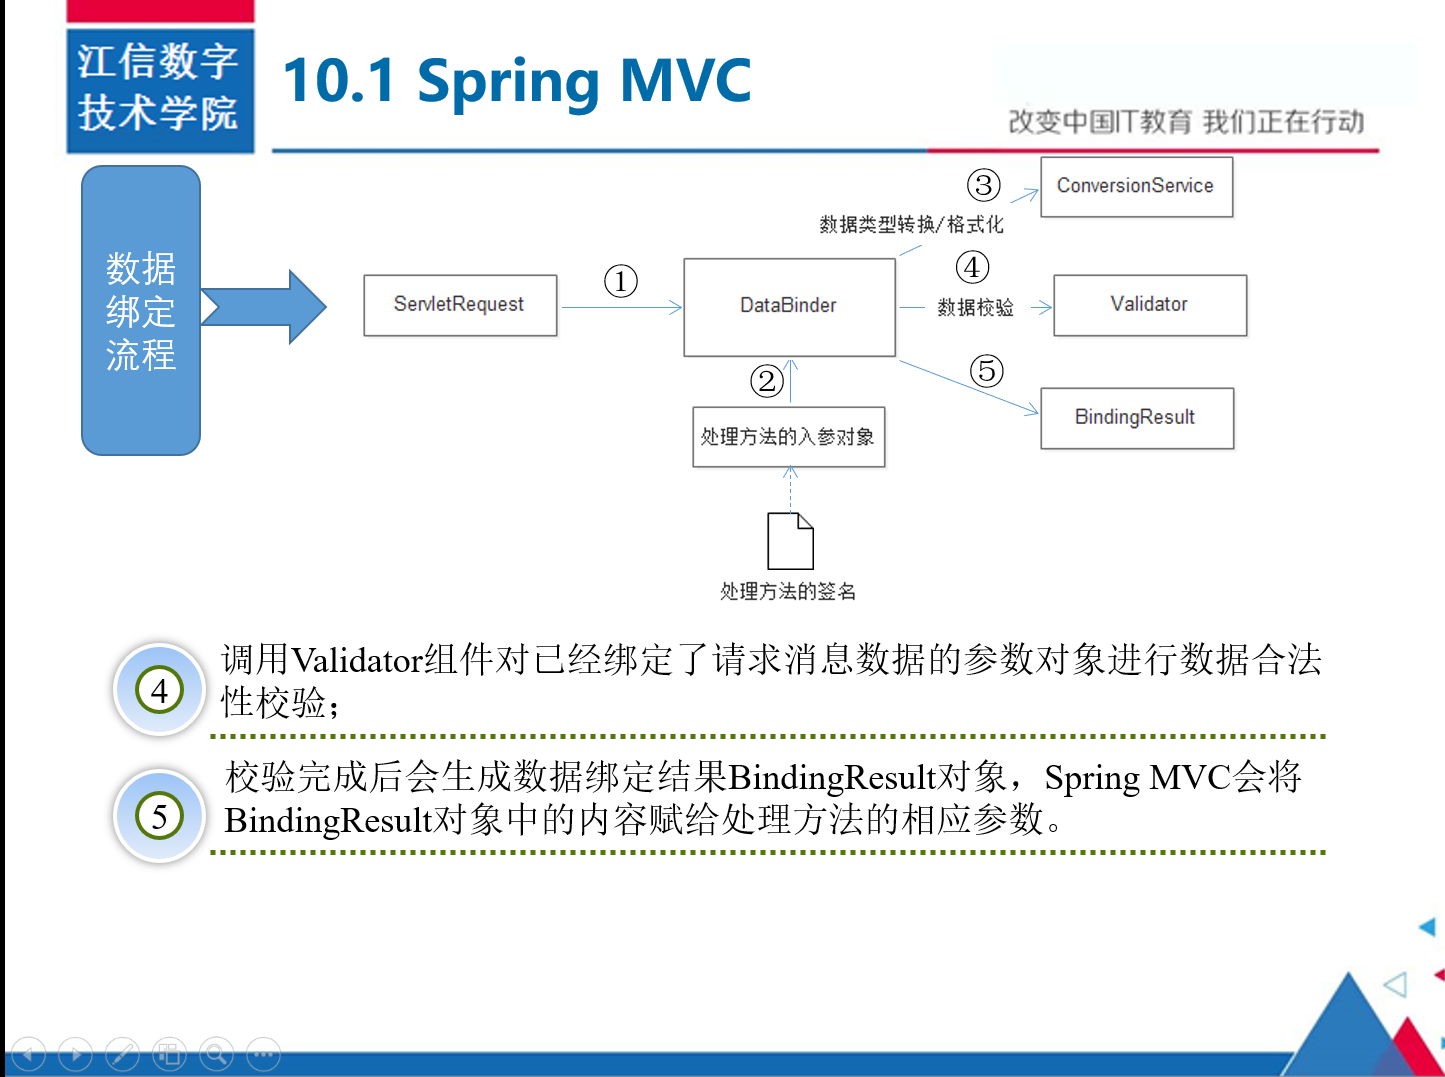 江信数字
技术学院
10.1 Spring MVC
改变中国IT教育 我们正在行动
数据
绑定
流程
ServletRequest
①
DataBinder
②
处理方法的入参对象
处理方法的签名
③
数据类型转换/格式化
ConversionService
④
数据校验
Validator
⑤
BindingResult
4
调用Validator组件对已经绑定了请求消息数据的参数对象进行数据合法
性校验；
5
校验完成后会生成数据绑定结果BindingResult对象，Spring MVC会将
BindingResult对象中的内容赋给处理方法的相应参数。